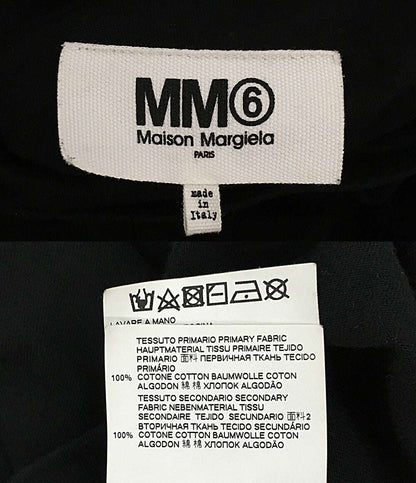 MM⑥
Maison Margiela
PARIS
made
in
Italy
LAVARE A MANO
TESSUTO PRIMARIO PRIMARY FABRIC
HAUPTMATERIAL TISSU PRIMAIRE TEJIDO
PRIMARIO 面料 ПЕРВИЧНАЯ ТКАНЬ TECIDO
PRIMÁRIO
100% COTONE COTTON BAUMWOLLE COTON
ALGODON 綿 棉 ХЛОПОК ALGODÃO
TESSUTO SECONDARIO SECONDARY
FABRIC NEBENMATERIAL TISSU
SECONDAIRE TEJIDO SECUNDARIO 面料2
ВТОРИЧНАЯ ТКАНЬ TECIDO SECUNDÁRIO
100% COTONE COTTON BAUMWOLLE COTON
ALGODON 綿 棉 ХЛОПОК ALGODÃO